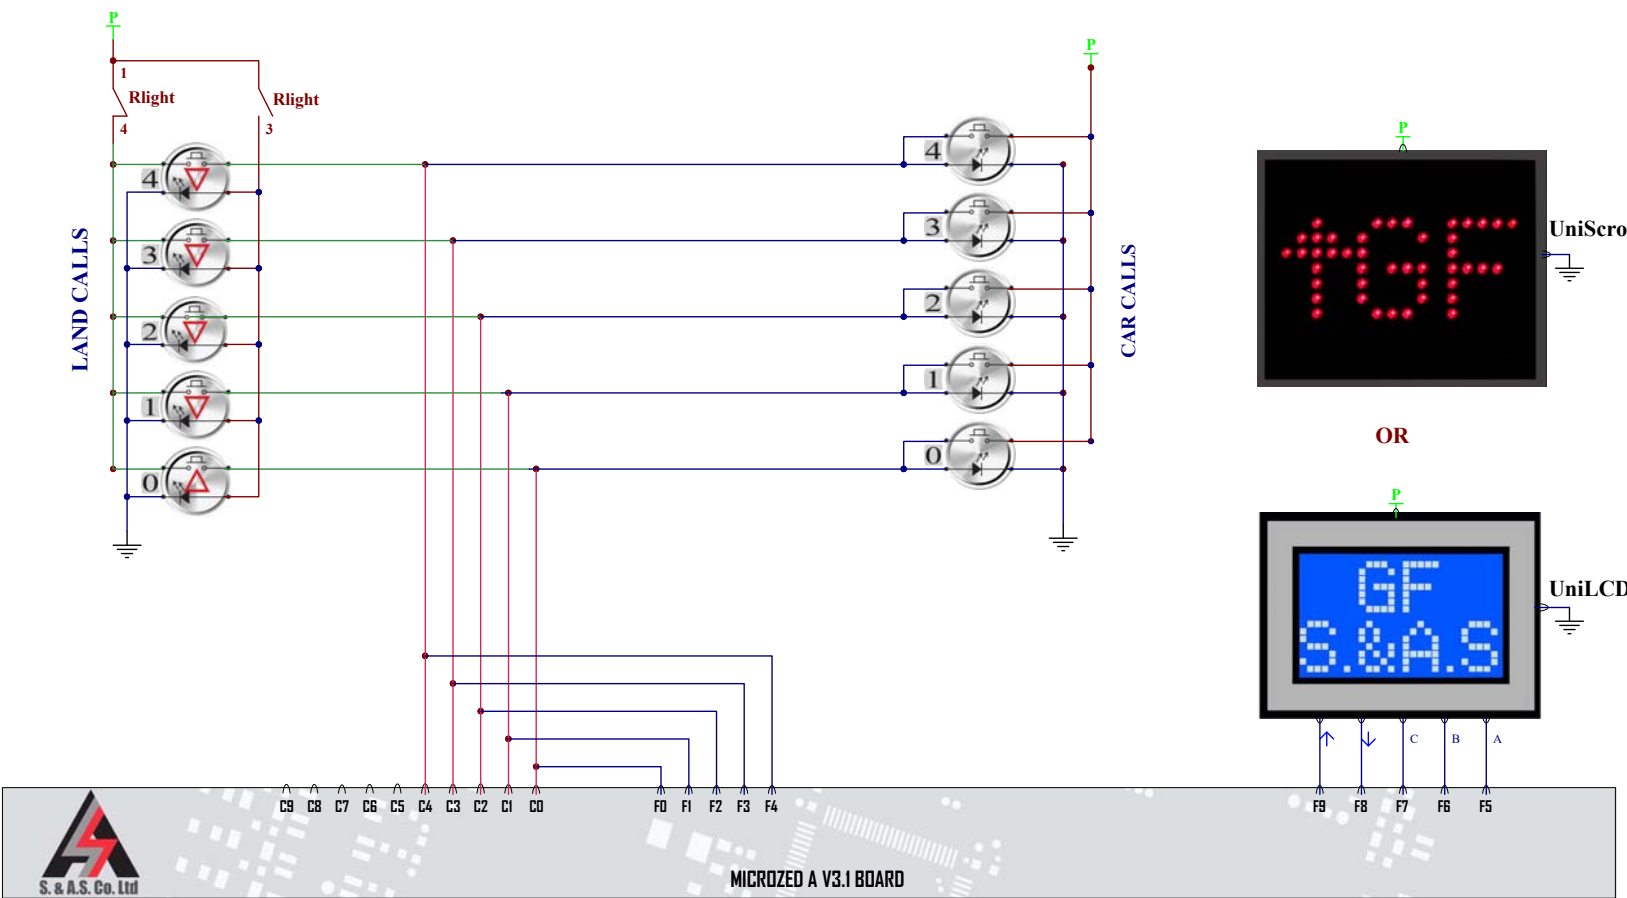 P
P
1
Rlight
Rlight
4
3
P
4
4
3
3
UniScro
LAND CALLS
CAR CALLS
2
2
1
1
OR
0
0
P
GF
UniLCD
S.&A.S
C
B
A
C9 C8 C7 C6 C5 C4 C3 C2 C1 C0 F0 F1 F2 F3 F4 F9 F8 F7 F6 F5
S. & A.S. Co. Ltd
MICROZED A V3.1 BOARD
GF